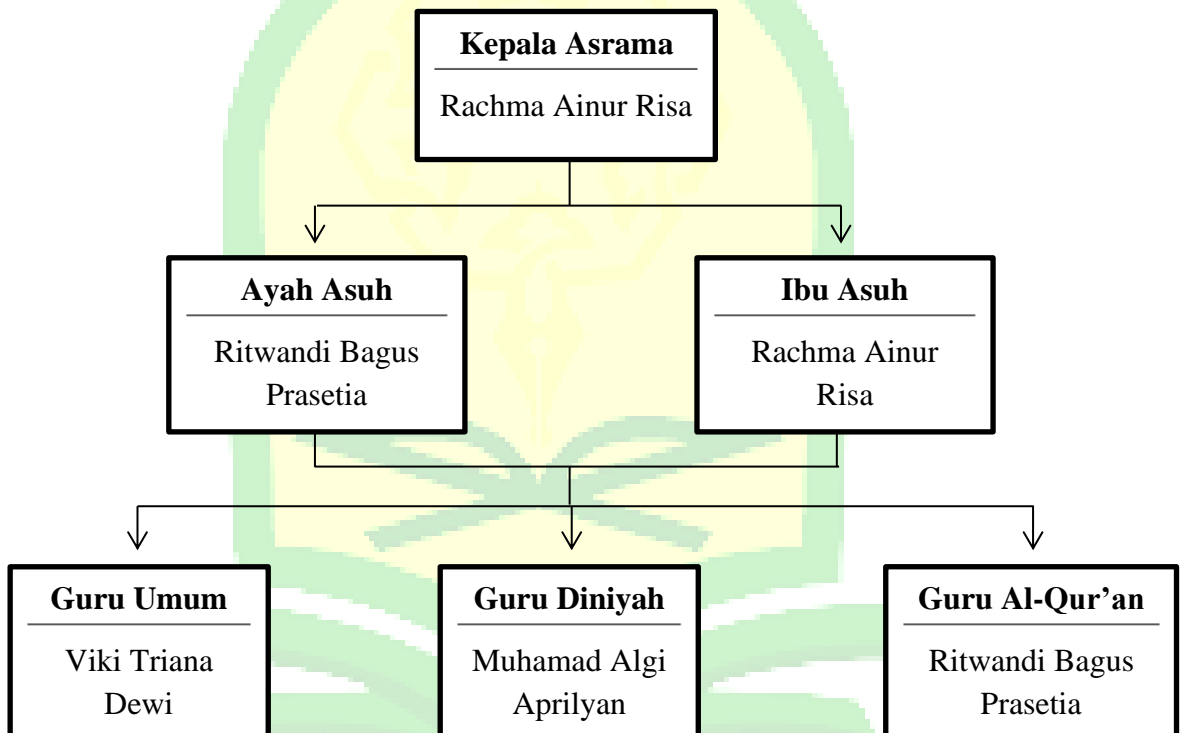 Kepala Asrama
Rachma Ainur Risa
Ayah Asuh
Ritwandi Bagus
Prasetia
Ibu Asuh
Rachma Ainur
Risa
Guru Umum
Viki Triana
Dewi
Guru Diniyah
Muhamad Algi
Aprilyan
Guru Al-Qur’an
Ritwandi Bagus
Prasetia